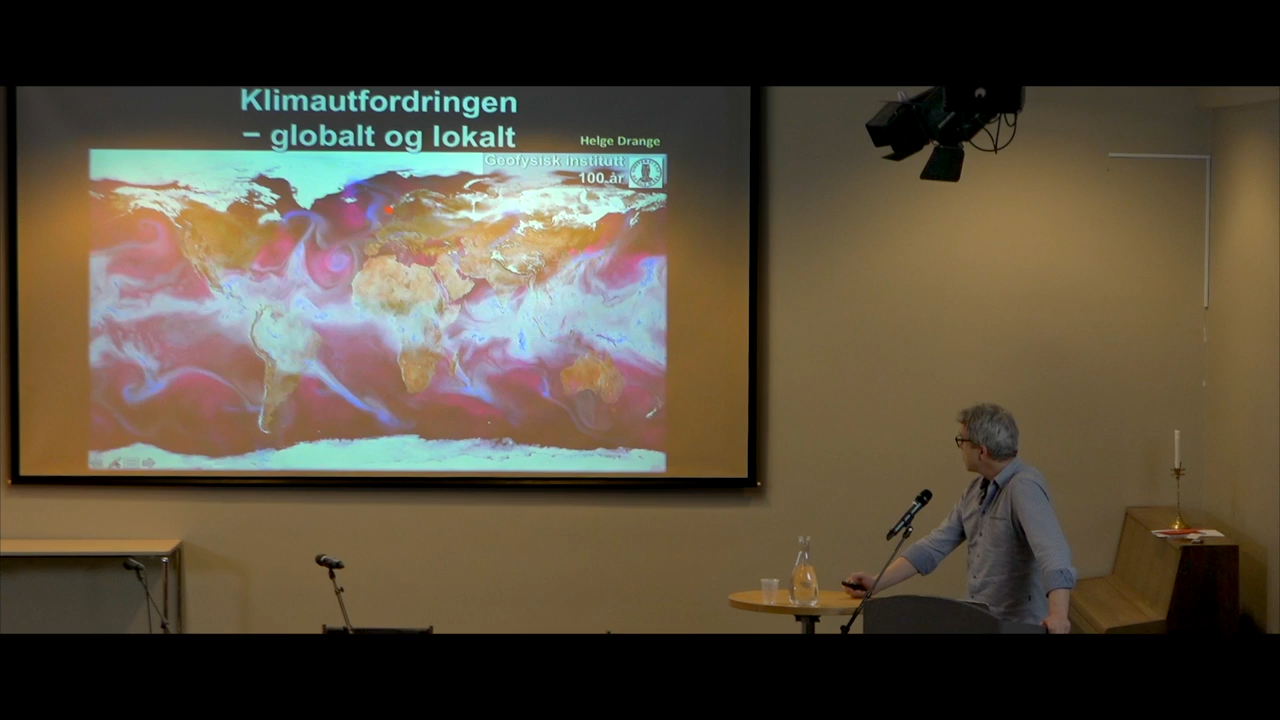 Klimautfordringen
– globalt og lokalt
Helge Drange
Geofysisk institutt
100 år